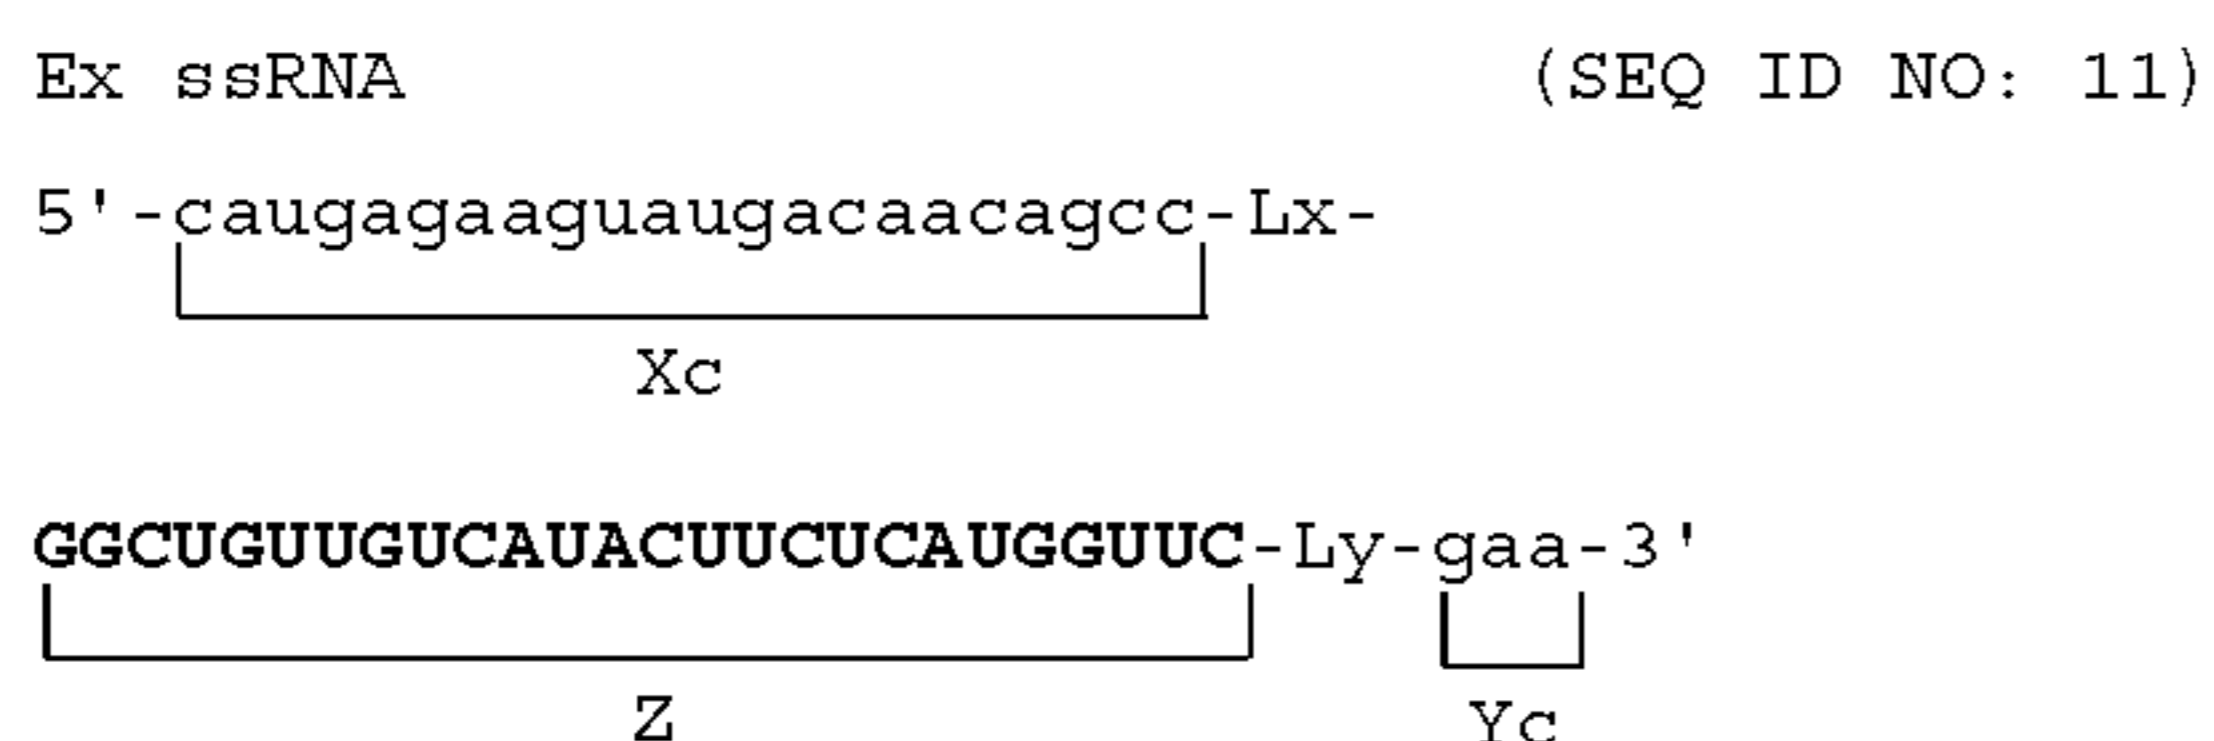 Ex ssRNA (SEQ ID NO: 11)
5'-caugagaaguaugacaacagcc-Lx-
Xc
GGCUGUUGUCAUACUUCUCAUGGUUC-Ly-gaa-3'
Z Yc